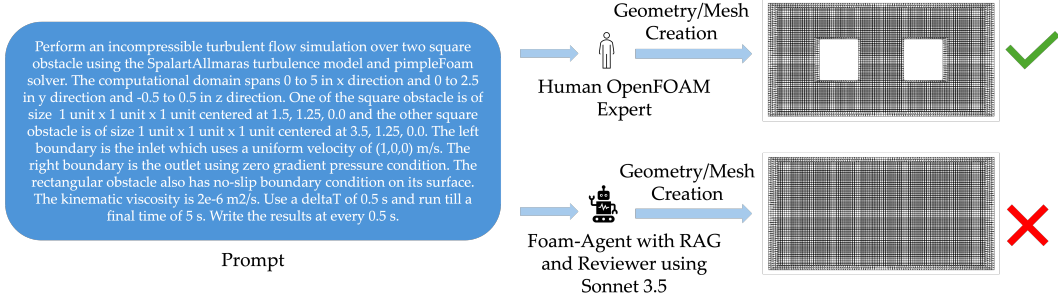 Perform an incompressible turbulent flow simulation over two square
obstacle using the SpalartAllmaras turbulence model and pimpleFoam
solver. The computational domain spans 0 to 5 in x direction and 0 to 2.5
in y direction and -0.5 to 0.5 in z direction. One of the square obstacle is of
size 1 unit x 1 unit x 1 unit centered at 1.5, 1.25, 0.0 and the other square
obstacle is of size 1 unit x 1 unit x 1 unit centered at 3.5, 1.25, 0.0. The left
boundary is the inlet which uses a uniform velocity of (1,0,0) m/s. The
right boundary is the outlet using zero gradient pressure condition. The
rectangular obstacle also has no-slip boundary condition on its surface.
The kinematic viscosity is 2e-6 m2/s. Use a deltaT of 0.5 s and run till a
final time of 5 s. Write the results at every 0.5 s.
Prompt
Geometry/Mesh
Creation
Human OpenFOAM
Expert
Geometry/Mesh
Creation
Foam-Agent with RAG
and Reviewer using
Sonnet 3.5